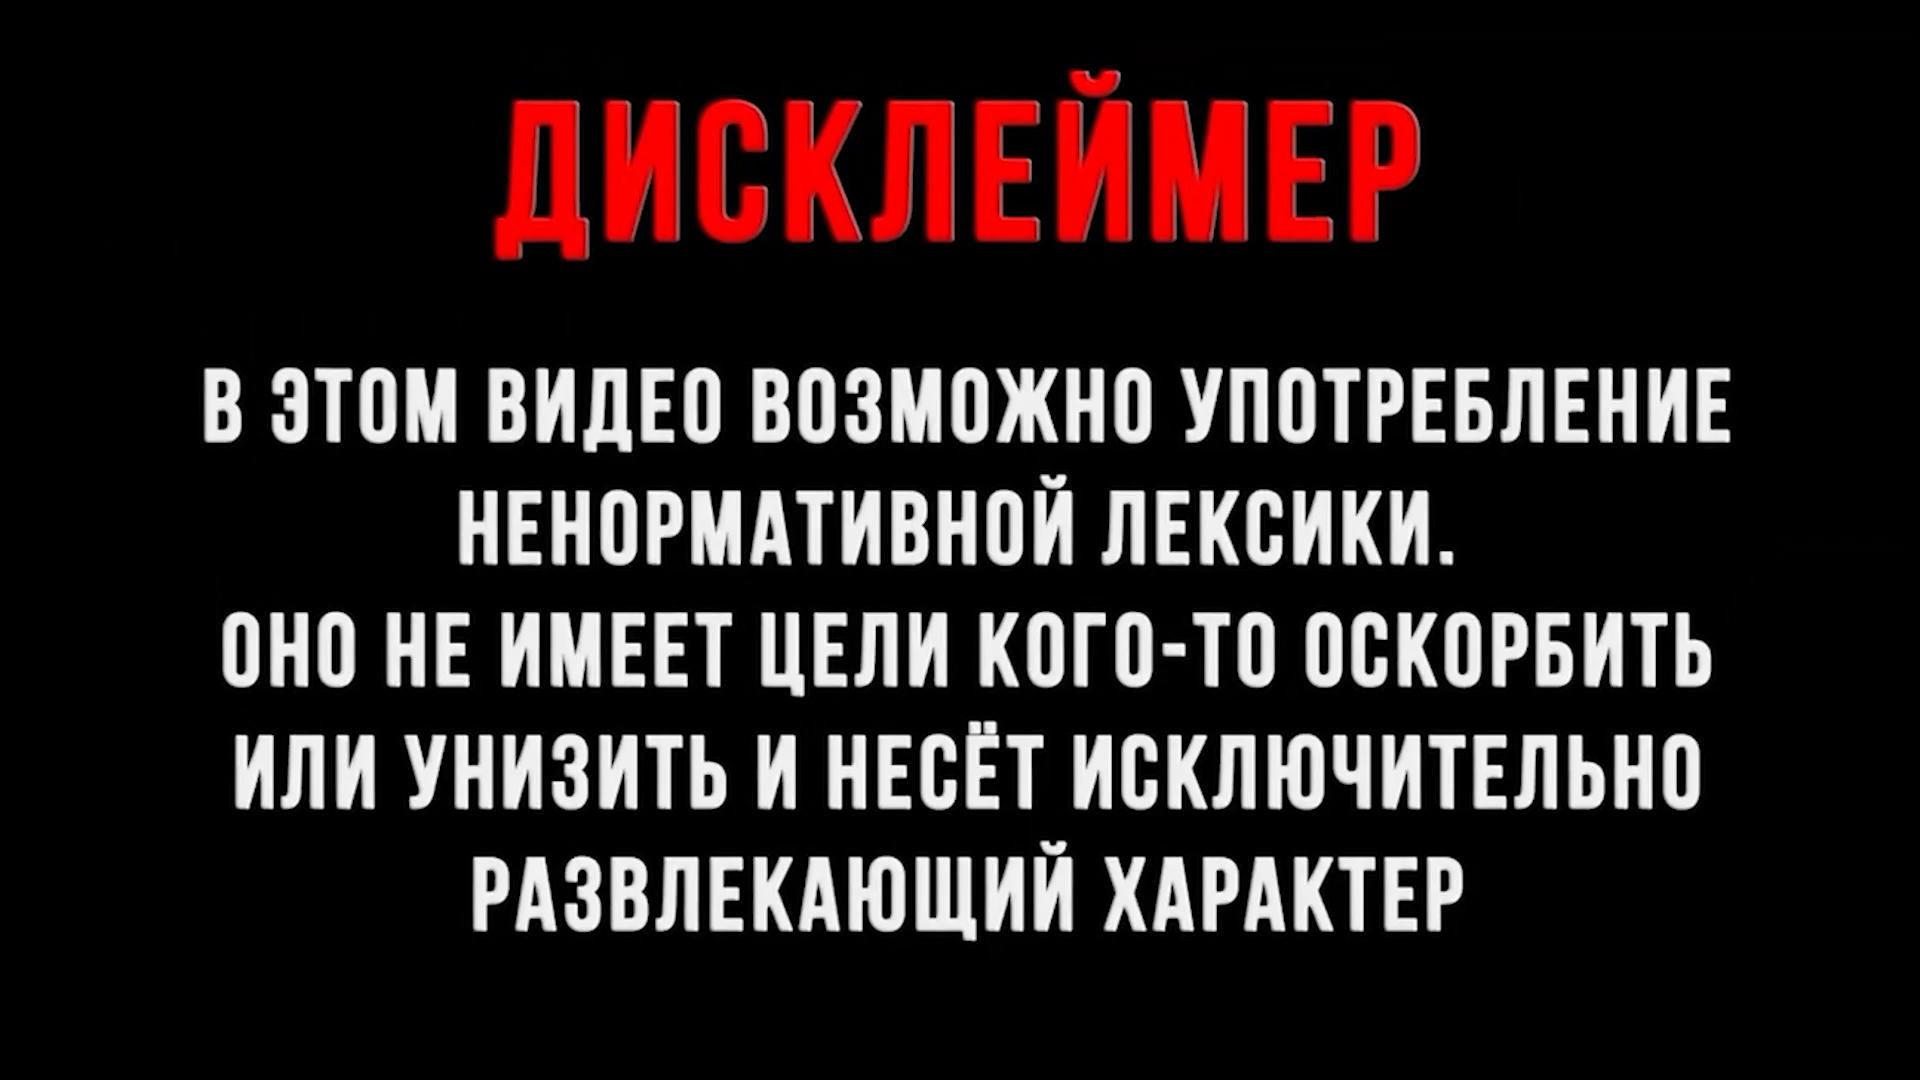 ДИСКЛЕЙМЕР
В ЭТОМ ВИДЕО ВОЗМОЖНО УПОТРЕБЛЕНИЕ
НЕНОРМАТИВНОЙ ЛЕКСИКИ.
ОНО НЕ ИМЕЕТ ЦЕЛИ КОГО-ТО ОСКОРБИТЬ
ИЛИ УНИЗИТЬ И НЕСЁТ ИСКЛЮЧИТЕЛЬНО
РАЗВЛЕКАЮЩИЙ ХАРАКТЕР